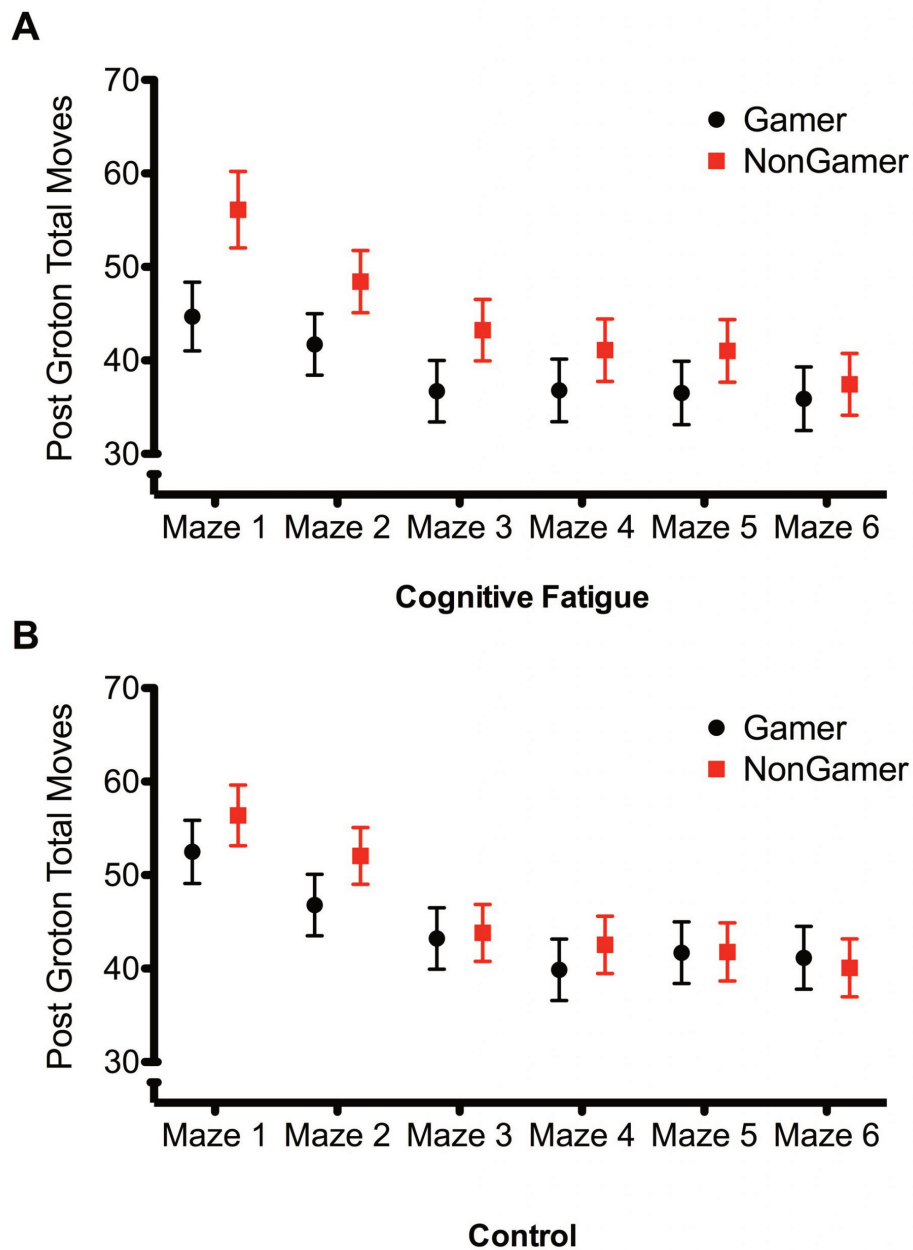 A
Post Groton Total Moves
70
60
50
40
30
Gamer
NonGamer
Maze 1 Maze 2 Maze 3 Maze 4 Maze 5 Maze 6
Cognitive Fatigue
B
Post Groton Total Moves
70
60
50
40
30
Gamer
NonGamer
Maze 1 Maze 2 Maze 3 Maze 4 Maze 5 Maze 6
Control